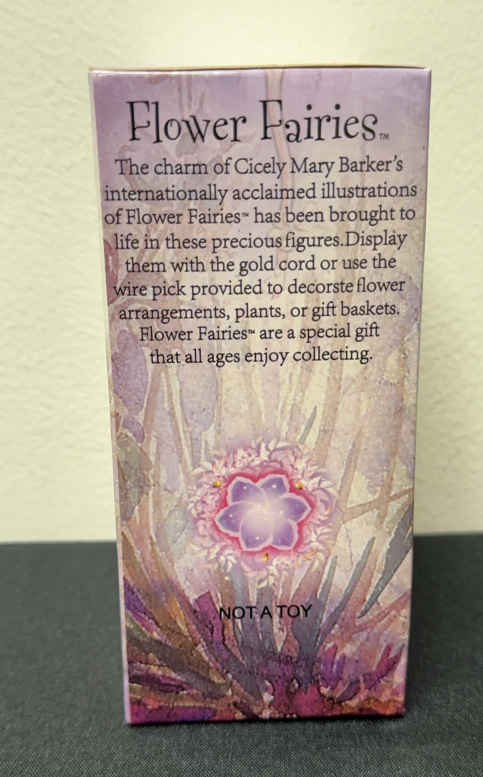 Flower Fairies™
The charm of Cicely Mary Barker's
internationally acclaimed illustrations
of Flower Fairies™ has been brought to
life in these precious figures.Display
them with the gold cord or use the
wire pick provided to decorste flower
arrangements, plants, or gift baskets.
Flower Fairies™ are a special gift
that all ages enjoy collecting.
NOT A TOY